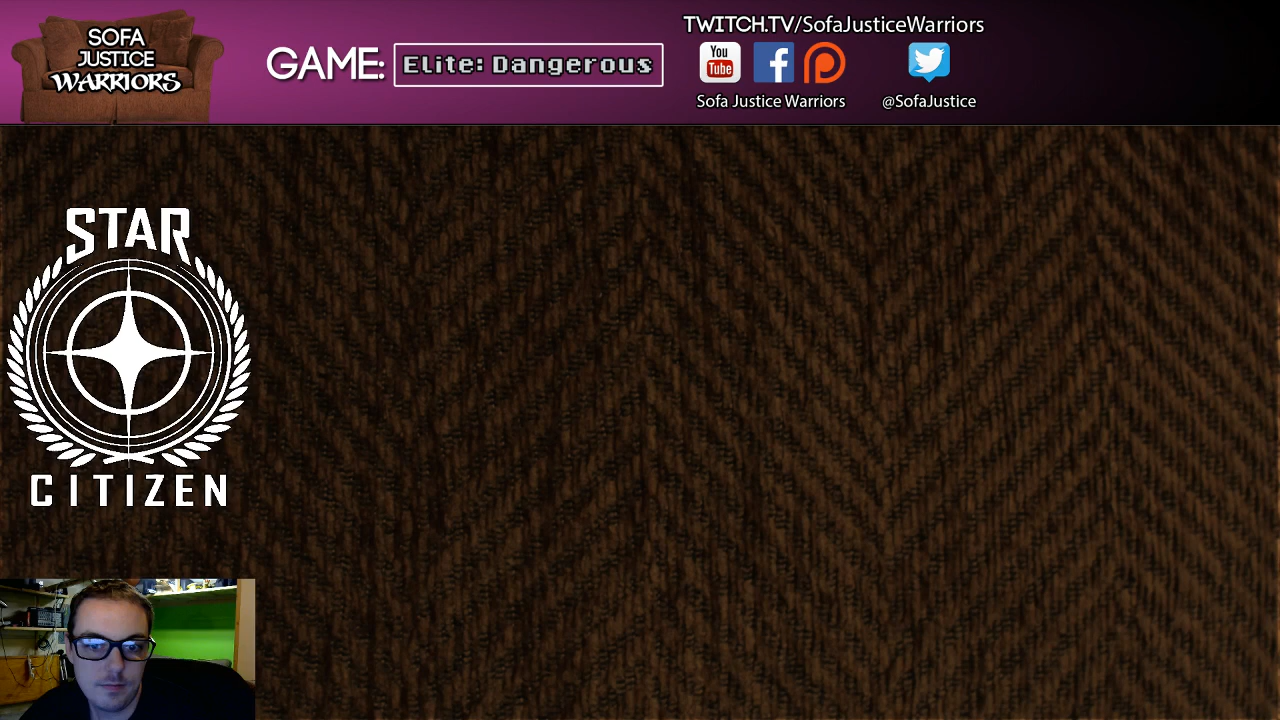 SOFA
JUSTICE
WARRIORS
GAME: Elite: Dangerous
TWITCH.TV/SofaJusticeWarriors
You
Tube
Sofa Justice Warriors
@SofaJustice
STAR
CITIZEN